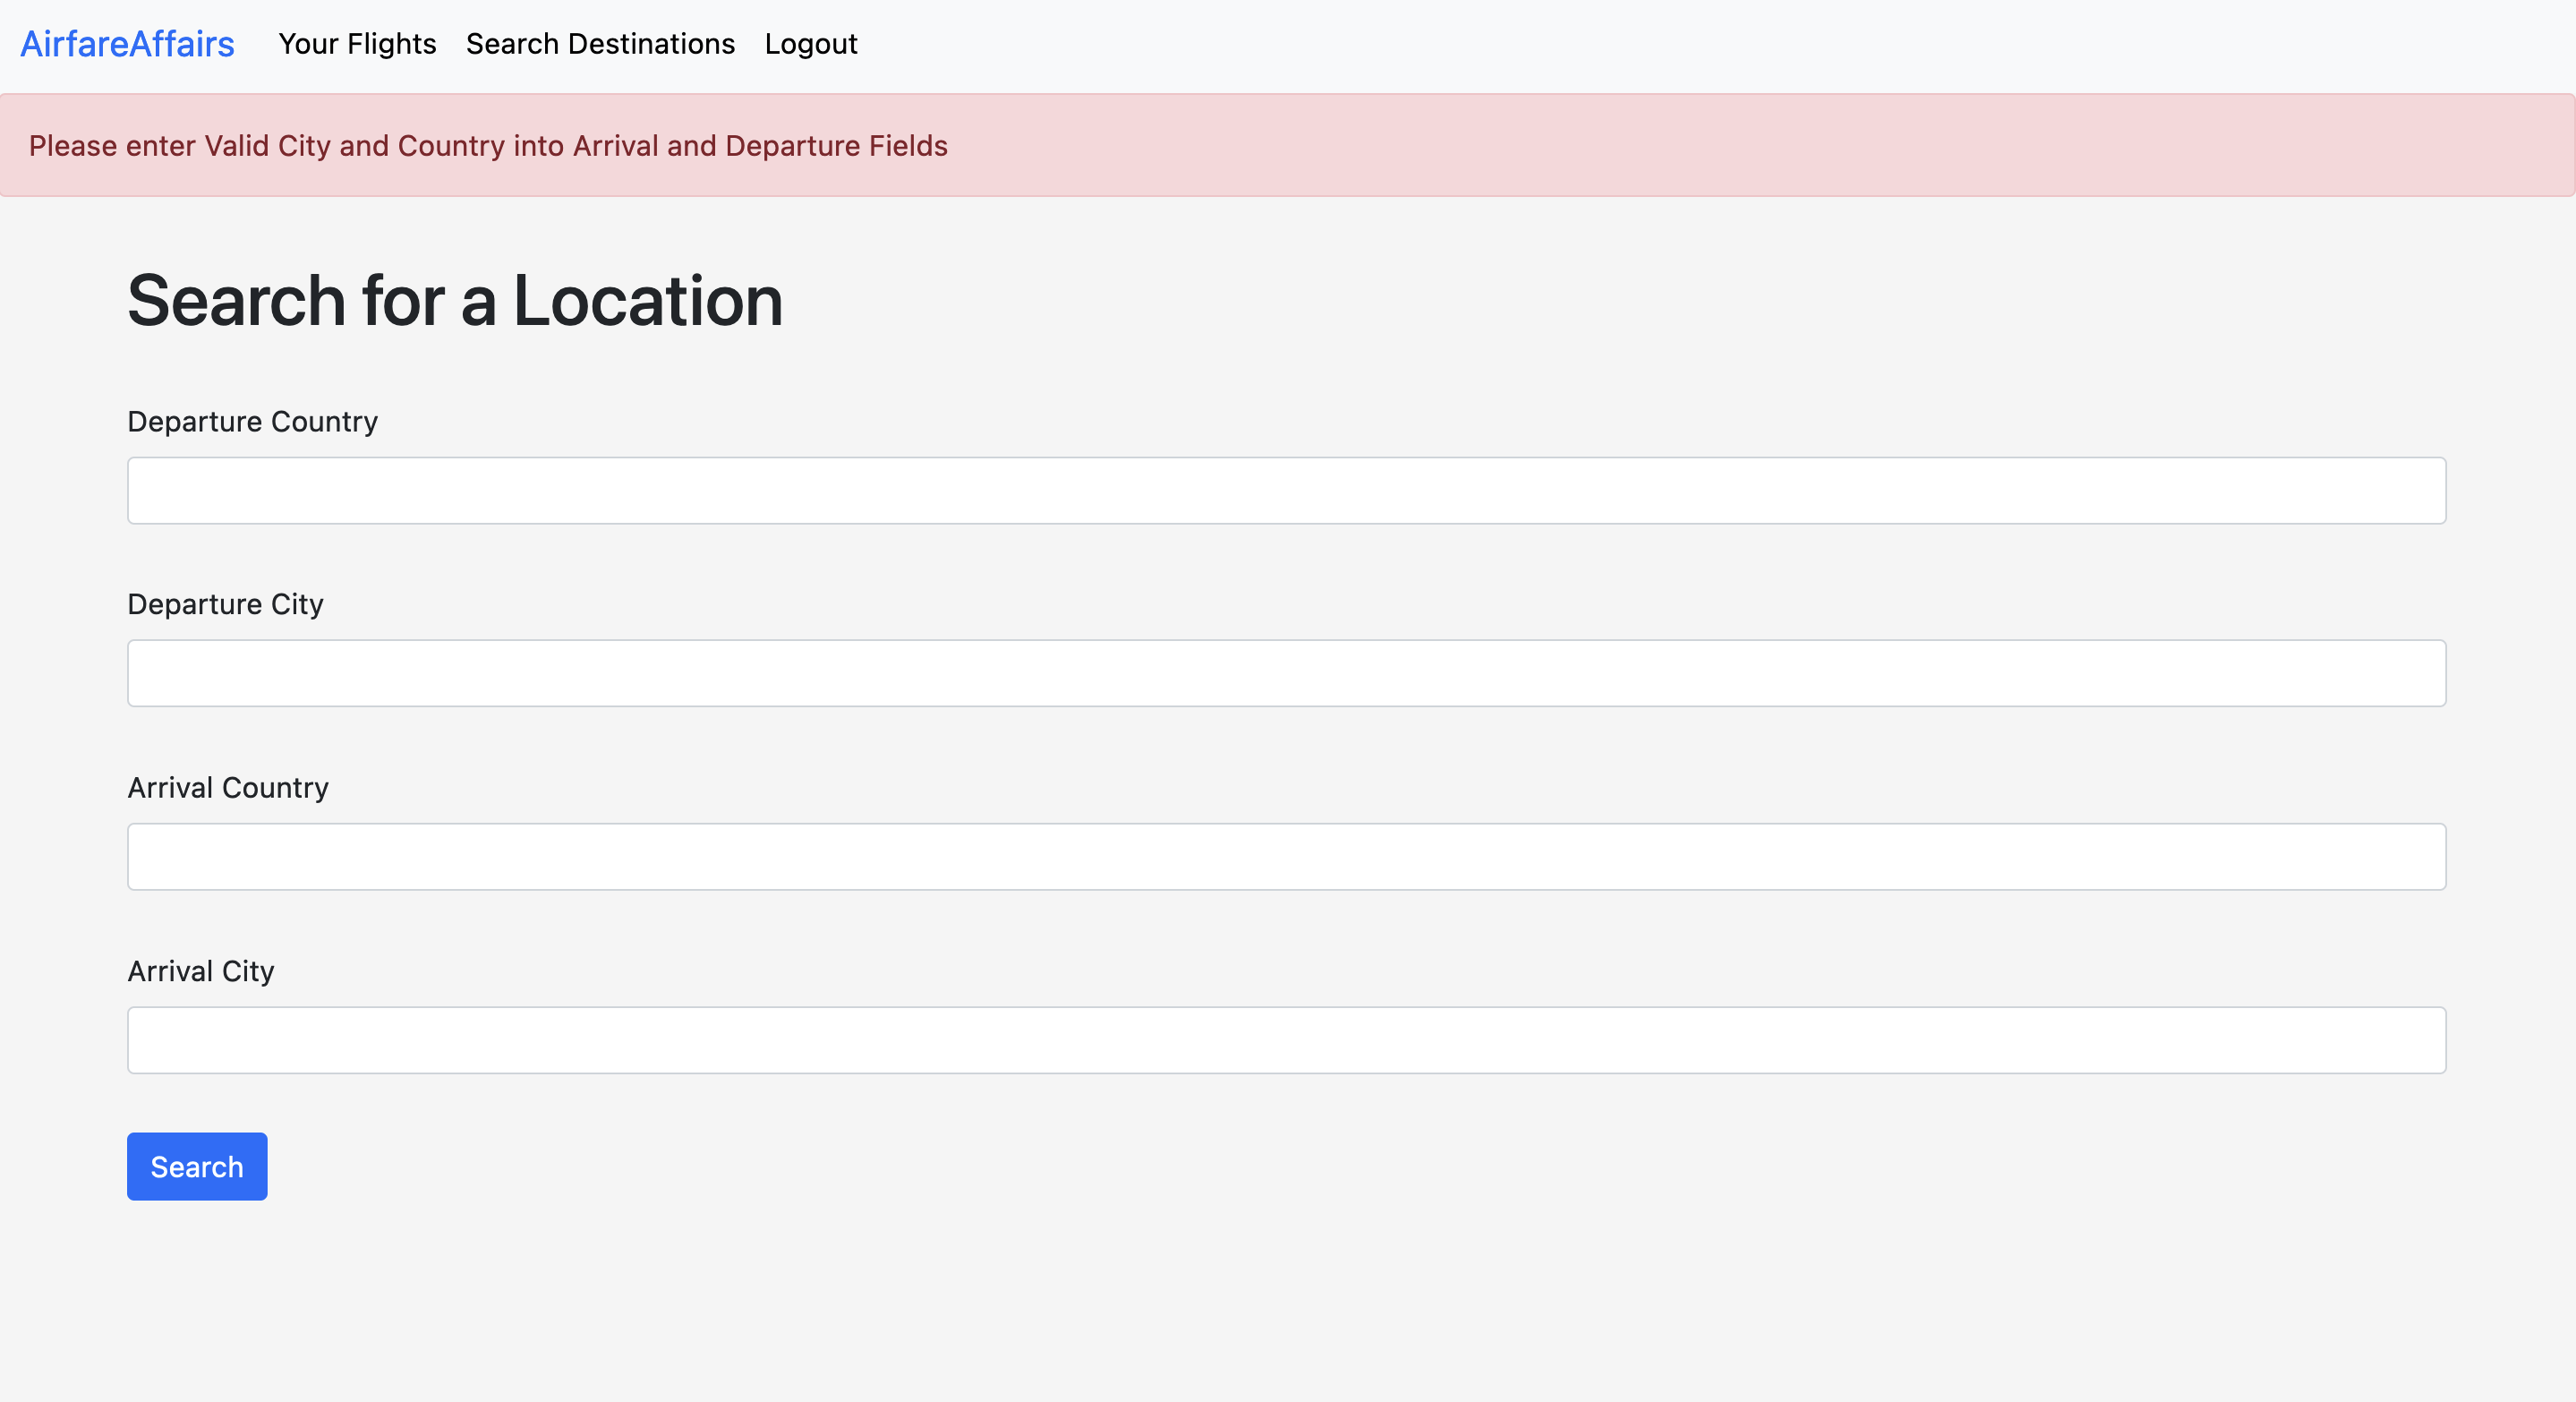 AirfareAffairs Your Flights Search Destinations Logout
Please enter Valid City and Country into Arrival and Departure Fields
Search for a Location
Departure Country
Departure City
Arrival Country
Arrival City
Search